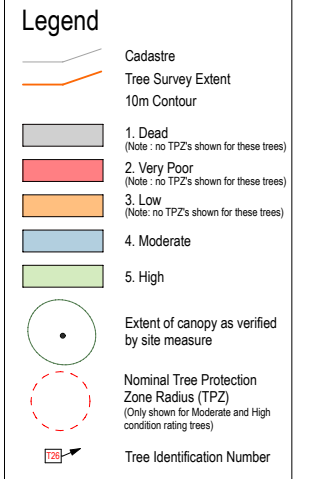 Legend
Cadastre
Tree Survey Extent
10m Contour
1. Dead
(Note : no TPZ's shown for these trees)
2. Very Poor
(Note : no TPZ's shown for these trees)
3. Low
(Note: no TPZ's shown for these trees)
4. Moderate
5. High
Extent of canopy as verified
by site measure
Nominal Tree Protection
Zone Radius (TPZ)
(Only shown for Moderate and High
condition rating trees)
T26
Tree Identification Number